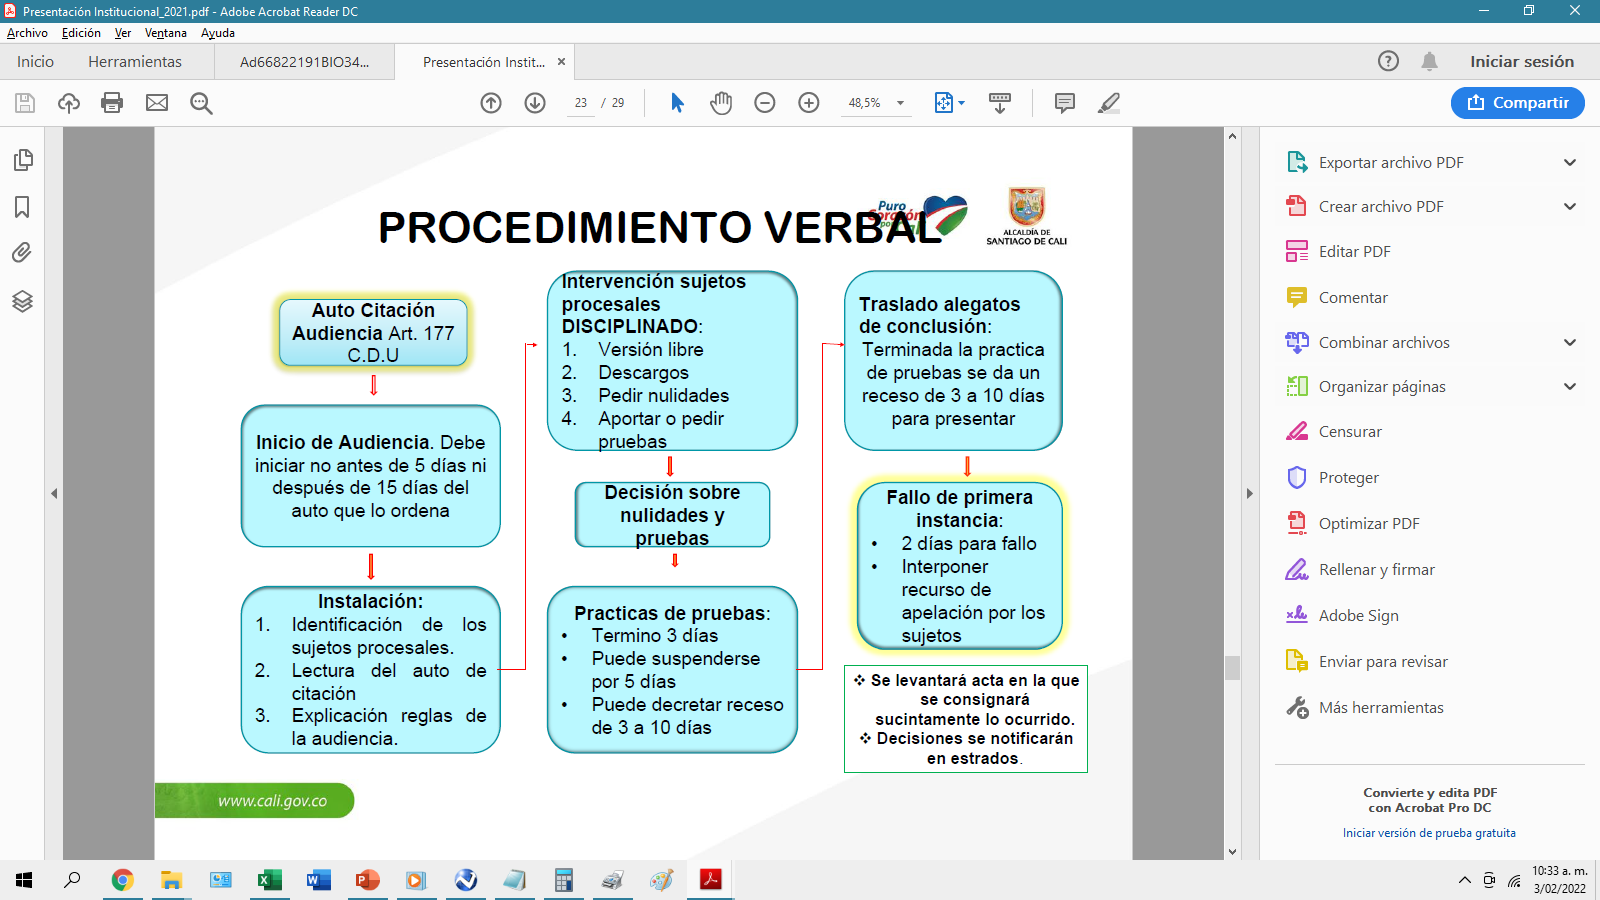 Presentación Institucional_2021.pdf - Adobe Acrobat Reader DC
Archivo Edición Ver Ventana Ayuda
Inicio Herramientas Ad66822191BIO34... Presentación Instit... × Iniciar sesión
23 / 29 48,5% Compartir
PROCEDIMIENTO VERBAL
Puro
Corazón
por Cali
ALCALDÍA DE
SANTIAGO DE CALI
Auto Citación
Audiencia Art. 177
C.D.U
Inicio de Audiencia. Debe
iniciar no antes de 5 días ni
después de 15 días del
auto que lo ordena
Instalación:
1. Identificación de los
sujetos procesales.
2. Lectura del auto de
citación
3. Explicación reglas de
la audiencia.
Intervención sujetos
procesales
DISCIPLINADO:
1. Versión libre
2. Descargos
3. Pedir nulidades
4. Aportar o pedir
pruebas
Decisión sobre
nulidades y
pruebas
Practicas de pruebas:
• Termino 3 días
• Puede suspenderse
por 5 días
• Puede decretar receso
de 3 a 10 días
Traslado alegatos
de conclusión:
Terminada la practica
de pruebas se da un
receso de 3 a 10 días
para presentar
Fallo de primera
instancia:
• 2 días para fallo
• Interponer
recurso de
apelación por los
sujetos
❖ Se levantará acta en la que
se consignará
sucintamente lo ocurrido.
❖ Decisiones se notificarán
en estrados.
www.cali.gov.co
Exportar archivo PDF
Crear archivo PDF
Editar PDF
Comentar
Combinar archivos
Organizar páginas
Censurar
Proteger
Optimizar PDF
Rellenar y firmar
Adobe Sign
Enviar para revisar
Más herramientas
Convierte y edita PDF
con Acrobat Pro DC
Iniciar versión de prueba gratuita
10:33 a. m.
3/02/2022